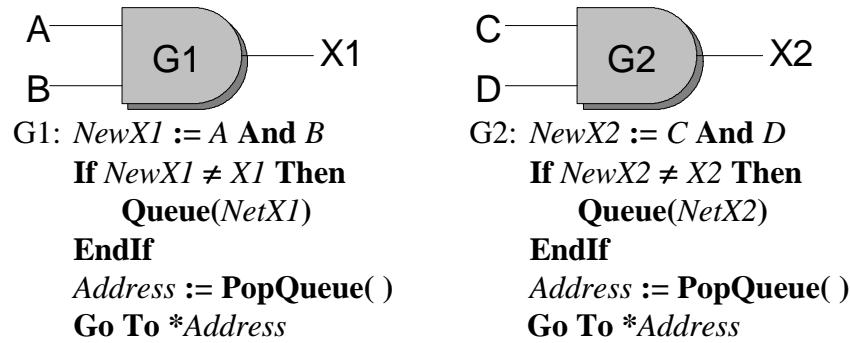 A
B
G1
X1
C
D
G2
X2
G1: NewX1 := A And B
If NewX1 ≠ X1 Then
Queue(NetX1)
EndIf
Address := PopQueue( )
Go To *Address
G2: NewX2 := C And D
If NewX2 ≠ X2 Then
Queue(NetX2)
EndIf
Address := PopQueue( )
Go To *Address